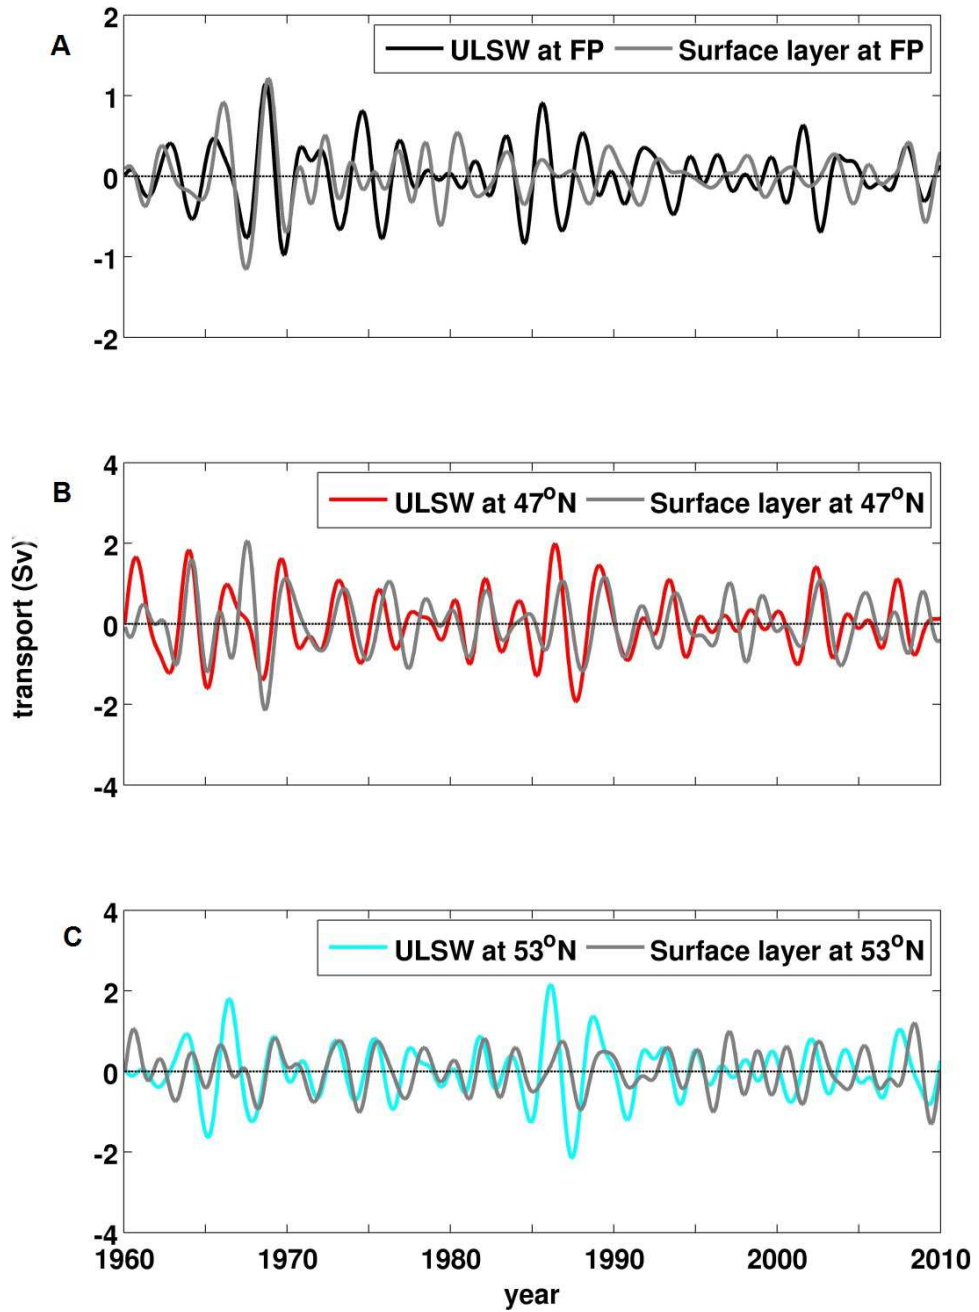 A
2
ULSW at FP Surface layer at FP
1
0
-1
-2
B
4
ULSW at 47°N Surface layer at 47°N
2
0
-2
-4
transport (Sv)
C
4
ULSW at 53°N Surface layer at 53°N
2
0
-2
-4
1960 1970 1980 1990 2000 2010
year